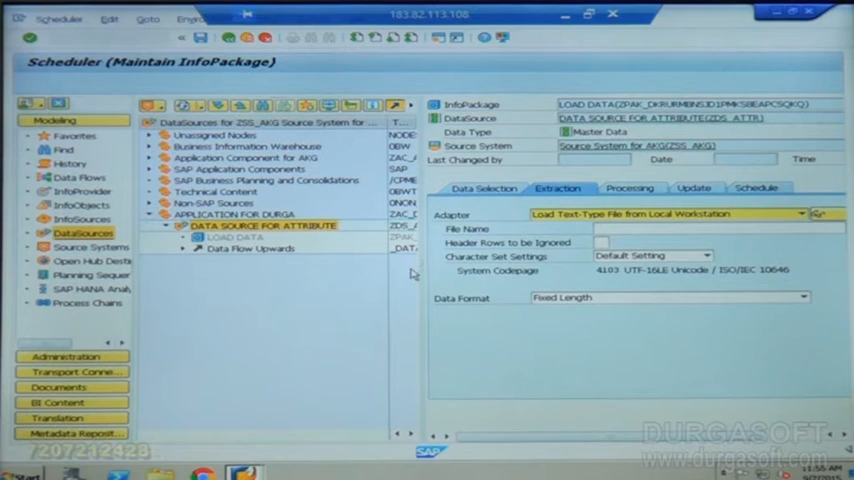 183.82.113.108
Scheduler Edit Goto
Scheduler (Maintain InfoPackage)
Modeling
Favorites
Find
History
Data Flows
InfoProvider
InfoObjects
InfoSources
DataSources
Source Systems
Open Hub Desti
Planning Sequer
SAP HANA Anal
Process Chains
Administration
Transport Conne...
Documents
BI Content
Translation
Metadata Reposit...
DataSources for ZSS_AKG Source System for ...
T...
Unassigned Nodes
NODE
Business Information Warehouse
0BW
Application Component for AKG
ZAC_
SAP Application Components
SAP
SAP Business Planning and Consolidations
/CPME
Technical Content
0BWT
Non-SAP Sources
0NON
APPLICATION FOR DURGA
ZAC_D
DATA SOURCE FOR ATTRIBUTE
ZDS_A
LOAD DATA
ZPAK_
Data Flow Upwards
_DAT
InfoPackage
DataSource
DATA SOURCE FOR ATTRIBUTE(ZDS_ATTR)
Data Type
Master Data
Source System
Source System for AKG(ZSS_AKG)
Last Changed by
Date
Time
Data Selection
Extraction
Processing
Update
Schedule
Adapter
Load Text-Type File from Local Workstation
File Name
Header Rows to be Ignored
Character Set Settings
Default Setting
System Codepage
4103 UTF-16LE Unicode / ISO/IEC 10646
Data Format
Fixed Length
SAP
7207212428
DURGASOFT
www.durgasoft.com
Start
11:55 AM
9/7/2015